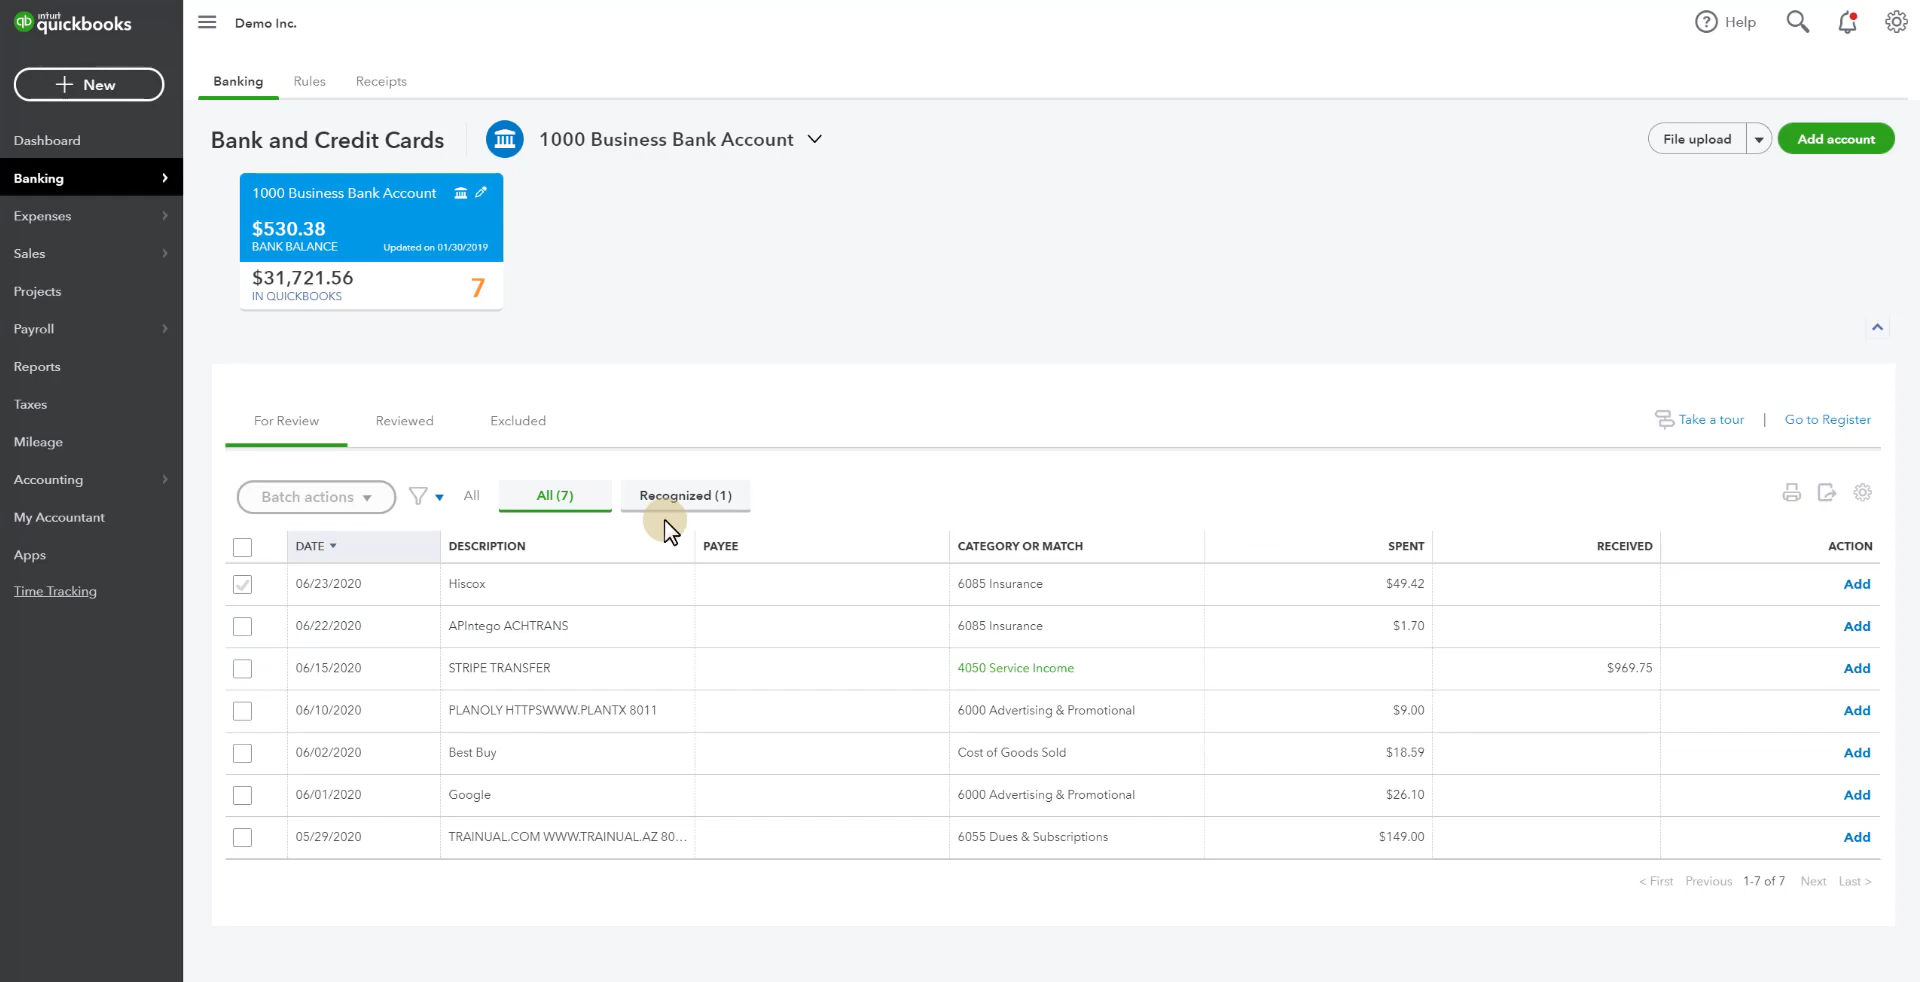 intuit
quickbooks
Demo Inc.
Help
New
Banking
Rules
Receipts
Dashboard
Banking
Expenses
Sales
Projects
Payroll
Reports
Taxes
Mileage
Accounting
My Accountant
Apps
Time Tracking
Bank and Credit Cards
1000 Business Bank Account
File upload
Add account
1000 Business Bank Account
$530.38
BANK BALANCE
Updated on 01/30/2019
$31,721.56
IN QUICKBOOKS
7
For Review
Reviewed
Excluded
Take a tour | Go to Register
Batch actions
All
All (7)
Recognized (1)
DATE DESCRIPTION PAYEE CATEGORY OR MATCH SPENT RECEIVED ACTION
06/23/2020 Hiscox 6085 Insurance $49.42 Add
06/22/2020 APIntego ACHTRANS 6085 Insurance $1.70 Add
06/15/2020 STRIPE TRANSFER 4050 Service Income $969.75 Add
06/10/2020 PLANOLY HTTPSWWW.PLANTX 8011 6000 Advertising & Promotional $9.00 Add
06/02/2020 Best Buy Cost of Goods Sold $18.59 Add
06/01/2020 Google 6000 Advertising & Promotional $26.10 Add
05/29/2020 TRAINUAL.COM WWW.TRAINUAL.AZ 80... 6055 Dues & Subscriptions $149.00 Add
< First Previous 1-7 of 7 Next Last >